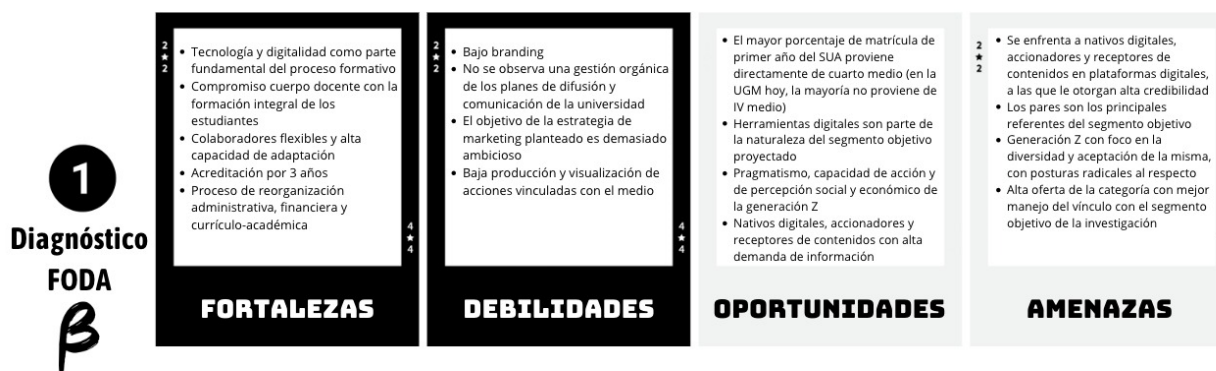 1
Diagnóstico
FODA
β
2★2
• Tecnología y digitalidad como parte
fundamental del proceso formativo
• Compromiso cuerpo docente con la
formación integral de los
estudiantes
• Colaboradores flexibles y alta
capacidad de adaptación
• Acreditación por 3 años
• Proceso de reorganización
administrativa, financiera y
currículo-académica
4★4
FORTALEZAS
2★2
• Bajo branding
• No se observa una gestión orgánica
de los planes de difusión y
comunicación de la universidad
• El objetivo de la estrategia de
marketing planteado es demasiado
ambicioso
• Baja producción y visualización de
acciones vinculadas con el medio
4★4
DEBILIDADES
• El mayor porcentaje de matrícula de
primer año del SUA proviene
directamente de cuarto medio (en la
UGM hoy, la mayoría no proviene de
IV medio)
• Herramientas digitales son parte de
la naturaleza del segmento objetivo
proyectado
• Pragmatismo, capacidad de acción y
de percepción social y económico de
la generación Z
• Nativos digitales, accionadores y
receptores de contenidos con alta
demanda de información
OPORTUNIDADES
2★2
• Se enfrenta a nativos digitales,
accionadores y receptores de
contenidos en plataformas digitales,
a las que le otorgan alta credibilidad
• Los pares son los principales
referentes del segmento objetivo
• Generación Z con foco en la
diversidad y aceptación de la misma,
con posturas radicales al respecto
• Alta oferta de la categoría con mejor
manejo del vínculo con el segmento
objetivo de la investigación
AMENAZAS